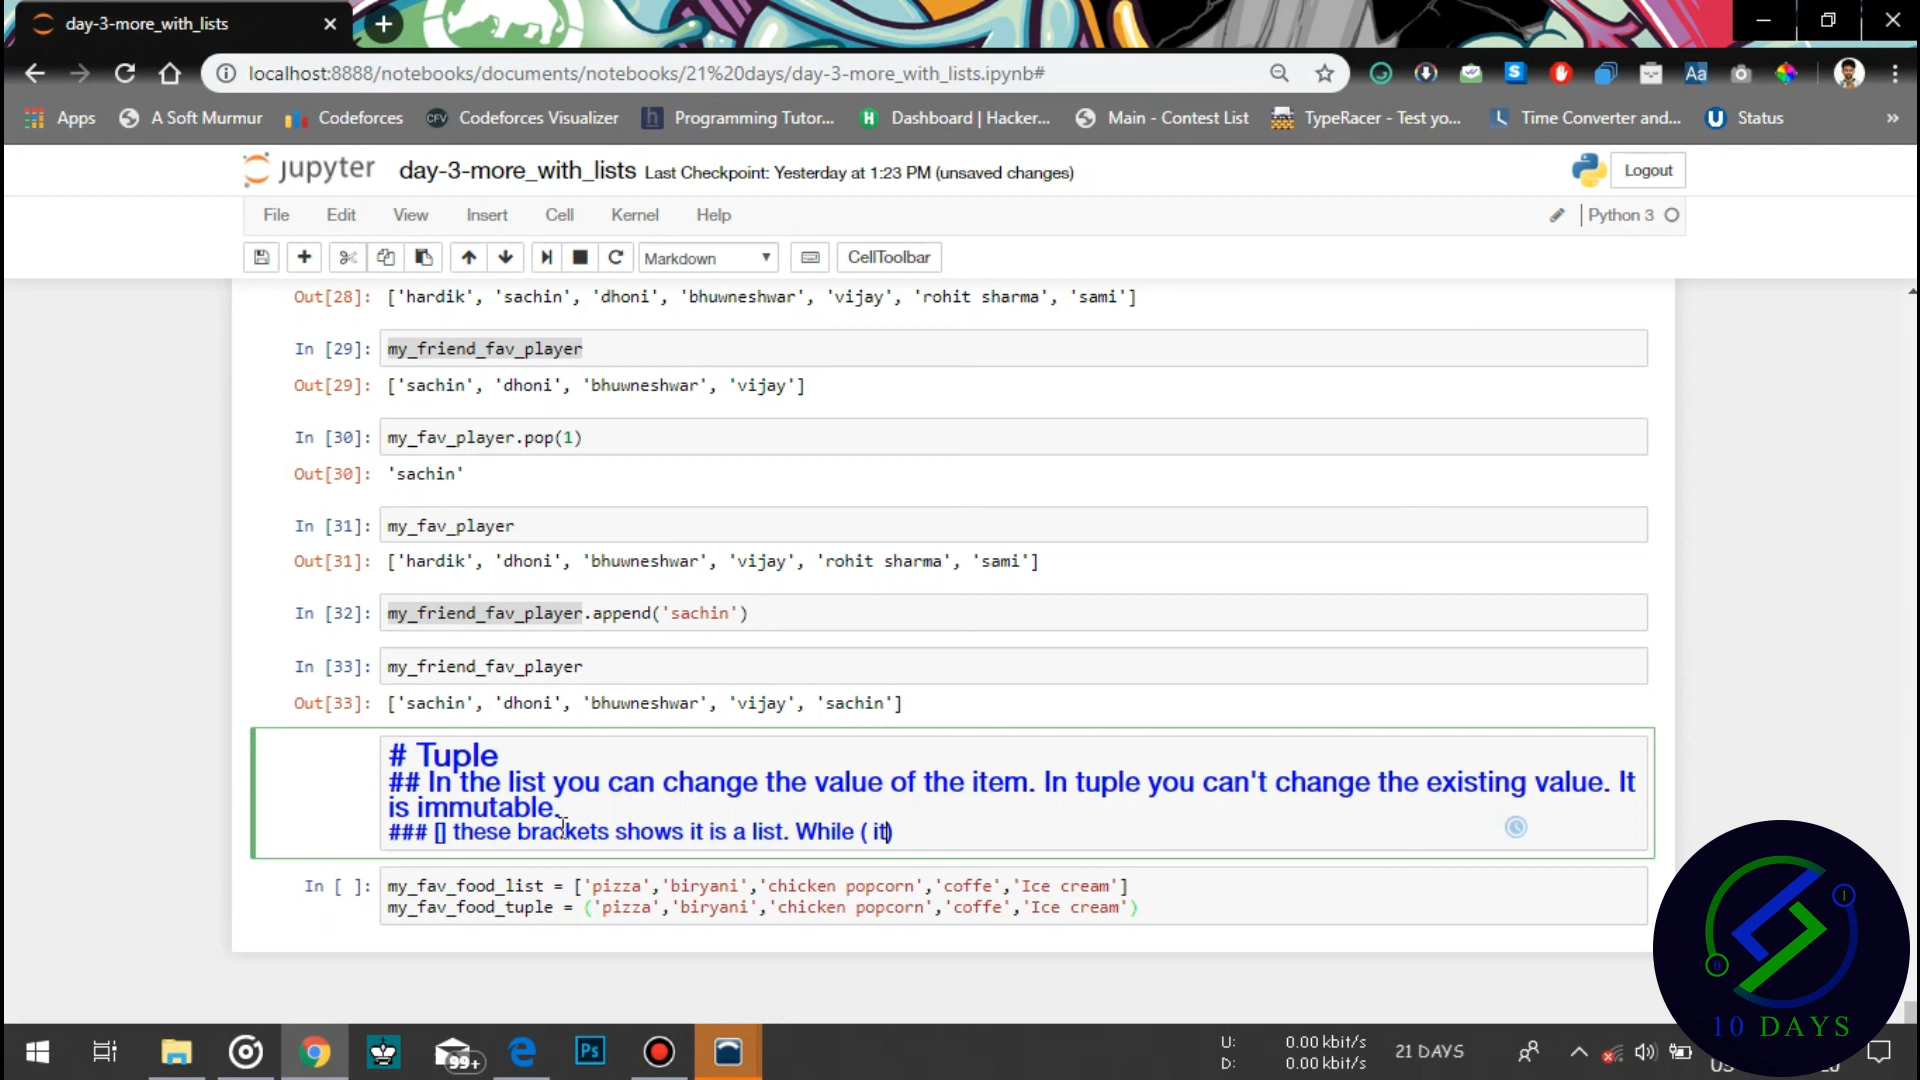 day-3-more_with_lists
localhost:8888/notebooks/documents/notebooks/21%20days/day-3-more_with_lists.ipynb#
Apps A Soft Murmur Codeforces CFV Codeforces Visualizer h Programming Tutor... H Dashboard | Hacker... Main - Contest List TypeRacer - Test yo... Time Converter and... U Status »
jupyter day-3-more_with_lists Last Checkpoint: Yesterday at 1:23 PM (unsaved changes) Logout
File Edit View Insert Cell Kernel Help Python 3
Markdown CellToolbar
Out[28]: ['hardik', 'sachin', 'dhoni', 'bhuwneshwar', 'vijay', 'rohit sharma', 'sami']
In [29]: my_friend_fav_player
Out[29]: ['sachin', 'dhoni', 'bhuwneshwar', 'vijay']
In [30]: my_fav_player.pop(1)
Out[30]: 'sachin'
In [31]: my_fav_player
Out[31]: ['hardik', 'dhoni', 'bhuwneshwar', 'vijay', 'rohit sharma', 'sami']
In [32]: my_friend_fav_player.append('sachin')
In [33]: my_friend_fav_player
Out[33]: ['sachin', 'dhoni', 'bhuwneshwar', 'vijay', 'sachin']
# Tuple
## In the list you can change the value of the item. In tuple you can't change the existing value. It
is immutable.
### [] these brackets shows it is a list. While ( it)
In [ ]: my_fav_food_list = ['pizza','biryani','chicken popcorn','coffe','Ice cream']
my_fav_food_tuple = ('pizza','biryani','chicken popcorn','coffe','Ice cream')
1
0
10 DAYS
99+ Ps
U: 0.00 kbit/s
D: 0.00 kbit/s
21 DAYS